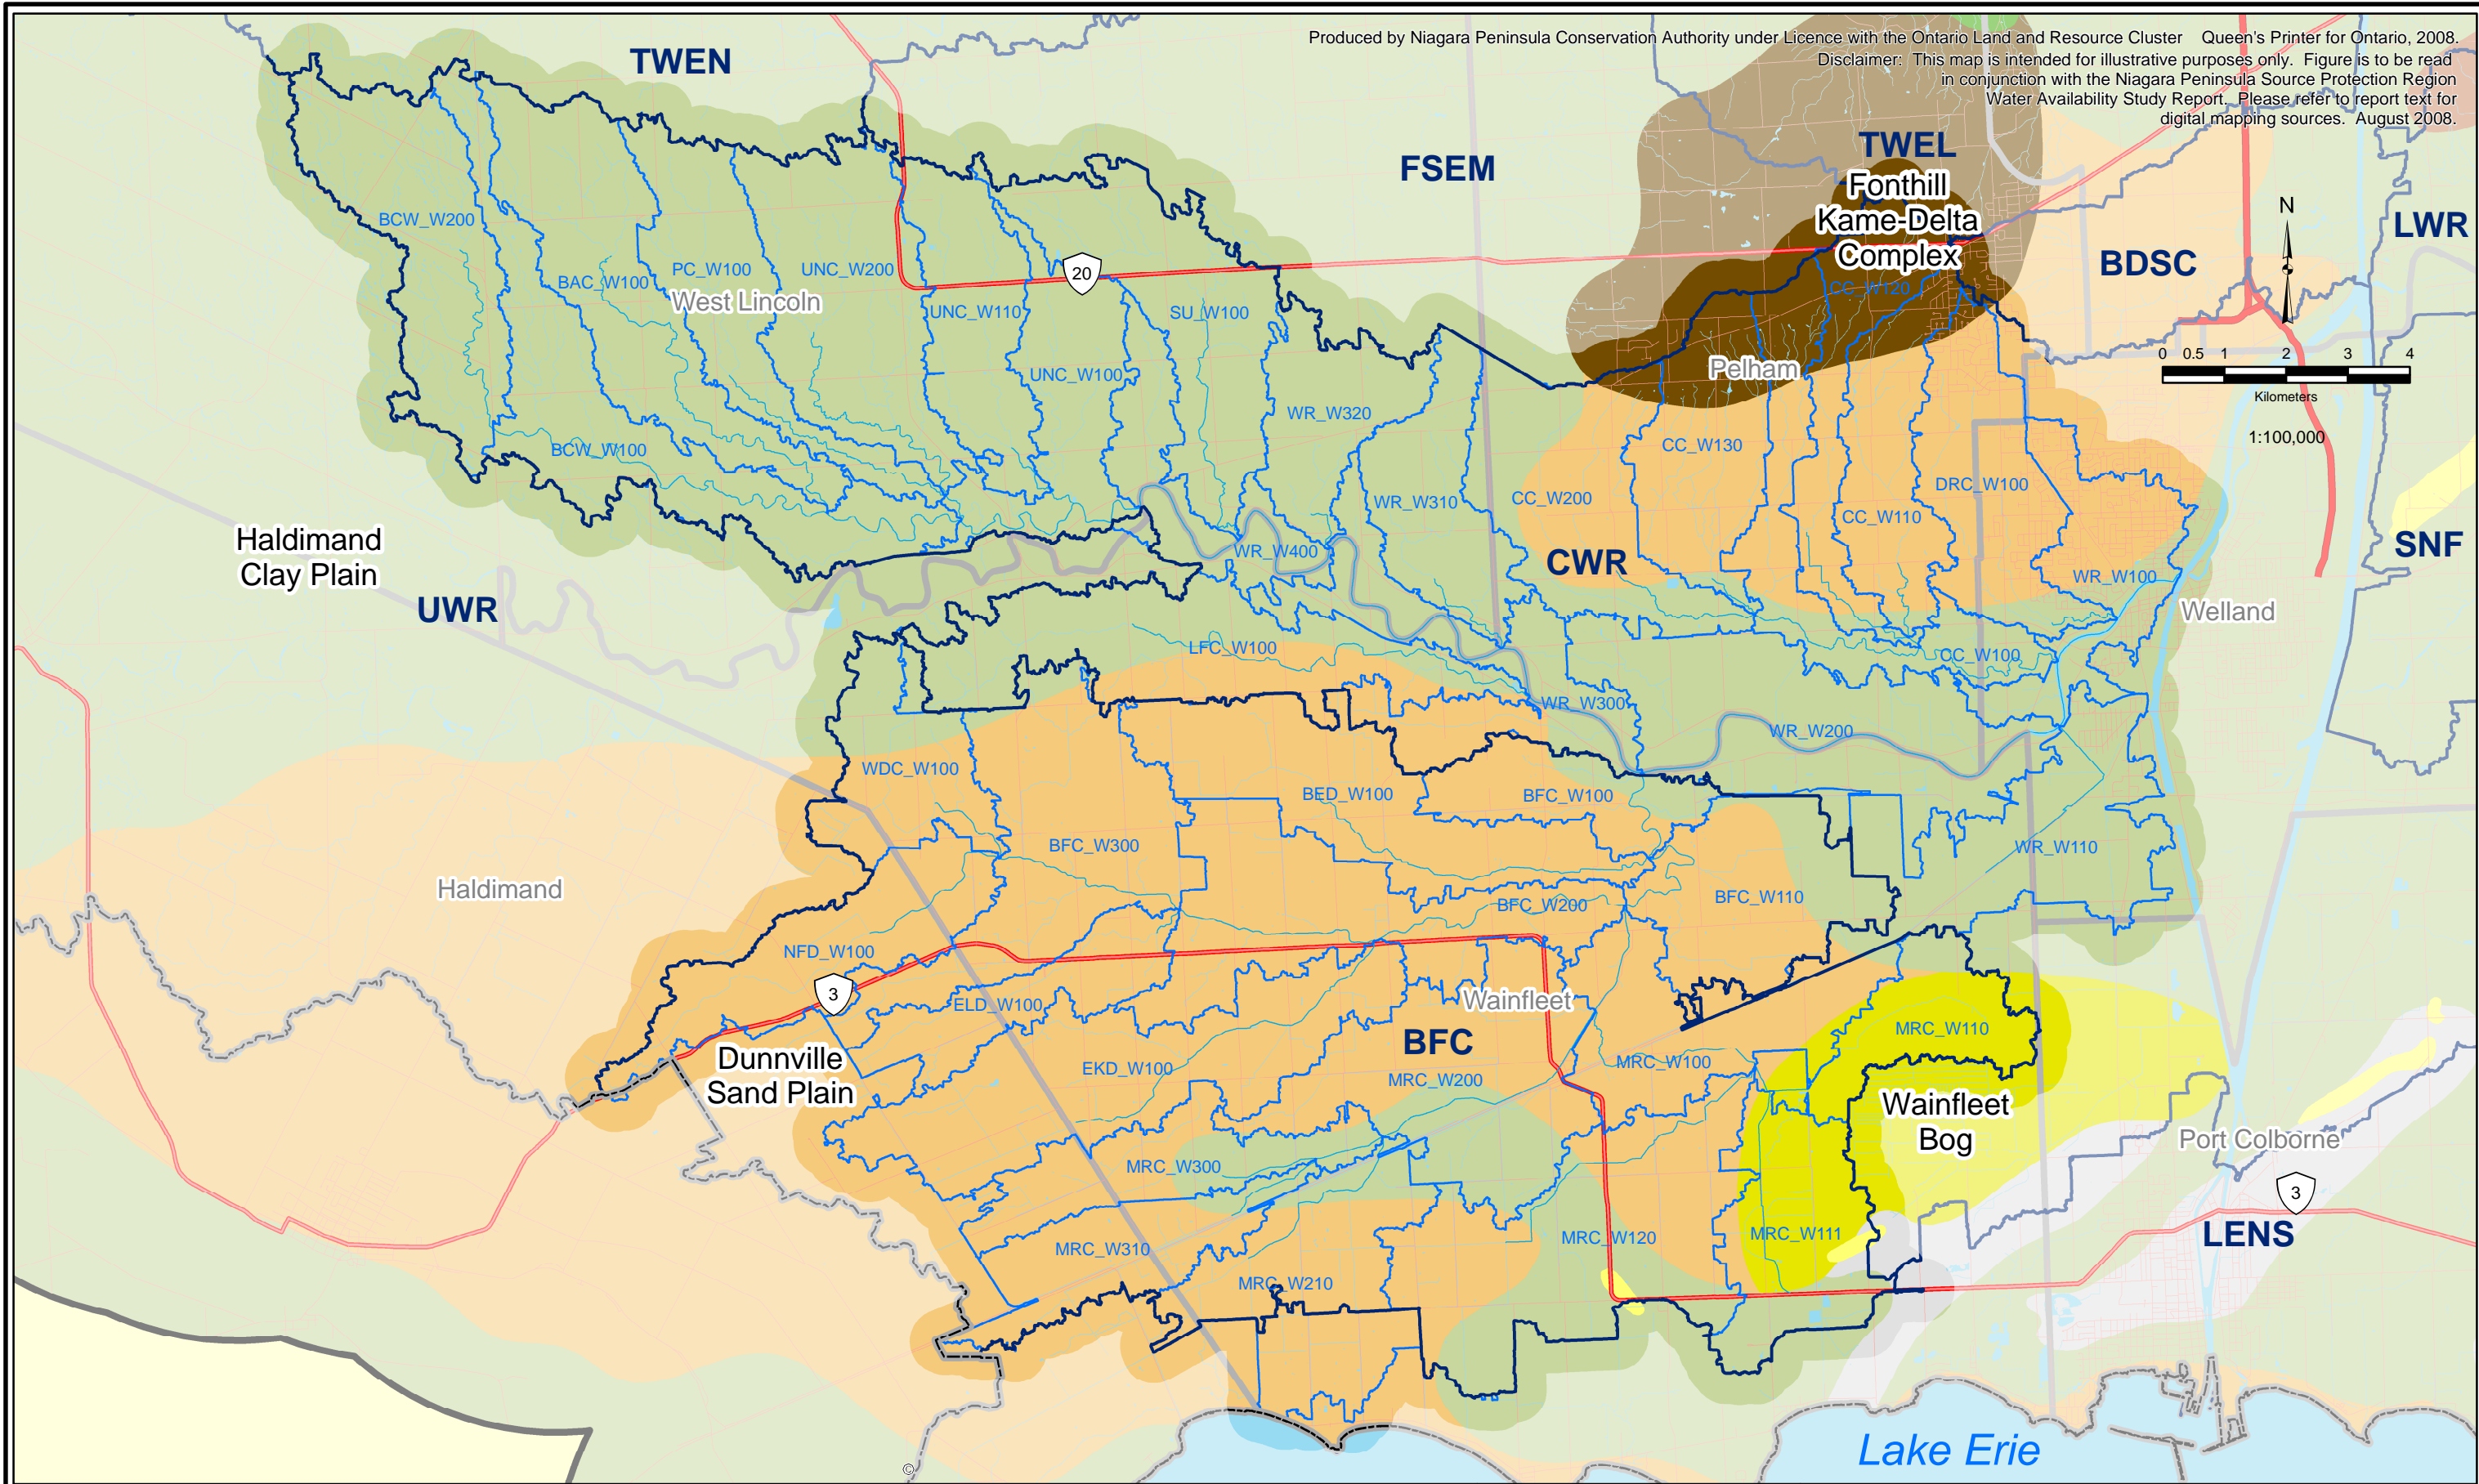 Produced by Niagara Peninsula Conservation Authority under Licence with the Ontario Land and Resource Cluster Queen's Printer for Ontario, 2008.
Disclaimer: This map is intended for illustrative purposes only. Figure is to be read
in conjunction with the Niagara Peninsula Source Protection Region
Water Availability Study Report. Please refer to report text for
digital mapping sources. August 2008.
TWEN
FSEM
TWEL
Fonthill
Kame-Delta
Complex
BDSC
LWR
N
0 0.5 1 2 3 4
Kilometers
1:100,000
BCW_W200
BAC_W100
PC_W100
UNC_W200
West Lincoln
20
UNC_W110
SU_W100
CC_W120
UNC_W100
Pelham
WR_W320
CC_W130
BCW_W100
WR_W310
CC_W200
DRC_W100
CC_W110
Haldimand
Clay Plain
WR_W400
CWR
SNF
WR_W100
UWR
Welland
LFC_W100
CC_W100
WR_W300
WR_W200
WDC_W100
BED_W100
BFC_W100
BFC_W300
WR_W110
Haldimand
BFC_W200
BFC_W110
NFD_W100
3
ELD_W100
Wainfleet
BFC
MRC_W110
Dunnville
Sand Plain
EKD_W100
MRC_W200
MRC_W100
Wainfleet
Bog
Port Colborne
MRC_W300
3
MRC_W310
MRC_W120
MRC_W111
LENS
MRC_W210
Lake Erie
©